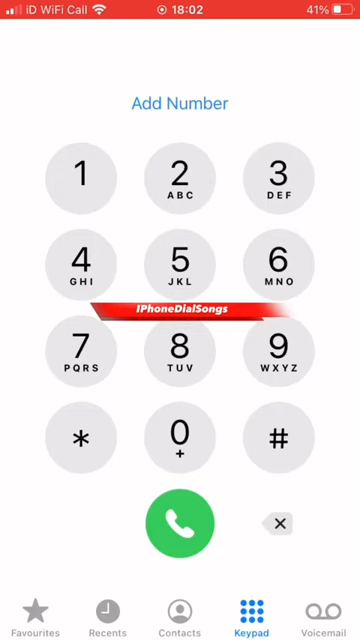 iD WiFi Call 18:02 41%
Add Number
1 2 3
ABC DEF
4 5 6
GHI JKL MNO
IPhoneDialSongs
7 8 9
PQRS TUV WXYZ
* 0 #
+
Favourites Recents Contacts Keypad Voicemail